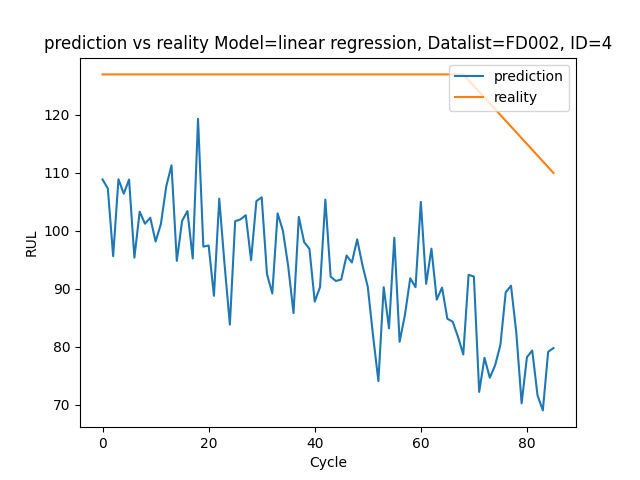 prediction vs reality Model=linear regression, Datalist=FD002, ID=4
prediction
reality
120
110
100
90
80
70
RUL
0 20 40 60 80
Cycle